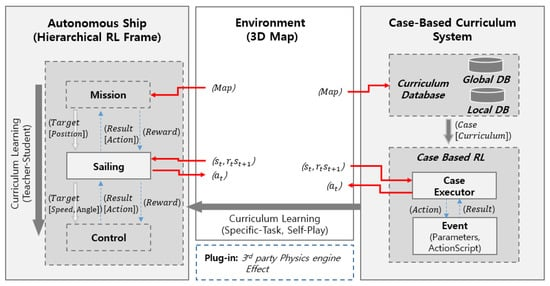 Autonomous Ship
(Hierarchical RL Frame)
Curriculum Learning
(Teacher-Student)
Mission
(Target
[Position])
(Result
[Action])
(Reward)
Sailing
(Target
[Speed, Angle])
(Result
[Action])
(Reward)
Control
Environment
(3D Map)
(Map)
(Map)
(s_t, r_t s_{t+1})
(a_t)
(s_t, r_t s_{t+1})
(a_t)
Curriculum Learning
(Specific-Task, Self-Play)
Plug-in: 3rd party Physics engine
Effect
Case-Based Curriculum
System
Curriculum
Database
Global DB
Local DB
(Case
[Curriculum])
Case Based RL
Case
Executor
(Action)
(Result)
Event
(Parameters,
ActionScript)